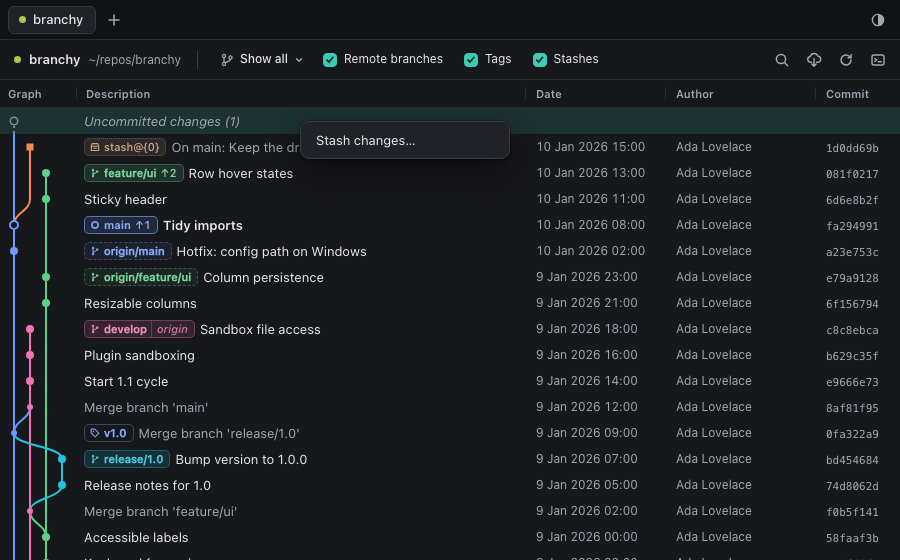 branchy
branchy ~/repos/branchy Show all Remote branches Tags Stashes
Graph Description Date Author Commit
Uncommitted changes (1)
Stash changes...
stash@{0} On main: Keep the dr 10 Jan 2026 15:00 Ada Lovelace 1d0dd69b
feature/ui ↑2 Row hover states 10 Jan 2026 13:00 Ada Lovelace 081f0217
Sticky header 10 Jan 2026 11:00 Ada Lovelace 6d6e8b2f
main ↑1 Tidy imports 10 Jan 2026 08:00 Ada Lovelace fa294991
origin/main Hotfix: config path on Windows 10 Jan 2026 02:00 Ada Lovelace a23e753c
origin/feature/ui Column persistence 9 Jan 2026 23:00 Ada Lovelace e79a9128
Resizable columns 9 Jan 2026 21:00 Ada Lovelace 6f156794
develop origin Sandbox file access 9 Jan 2026 18:00 Ada Lovelace c8c8ebca
Plugin sandboxing 9 Jan 2026 16:00 Ada Lovelace b629c35f
Start 1.1 cycle 9 Jan 2026 14:00 Ada Lovelace e9666e73
Merge branch 'main' 9 Jan 2026 12:00 Ada Lovelace 8af81f95
v1.0 Merge branch 'release/1.0' 9 Jan 2026 09:00 Ada Lovelace 0fa322a9
release/1.0 Bump version to 1.0.0 9 Jan 2026 07:00 Ada Lovelace bd454684
Release notes for 1.0 9 Jan 2026 05:00 Ada Lovelace 74d8062d
Merge branch 'feature/ui' 9 Jan 2026 02:00 Ada Lovelace f0b5f141
Accessible labels 9 Jan 2026 00:00 Ada Lovelace 58faaf3b